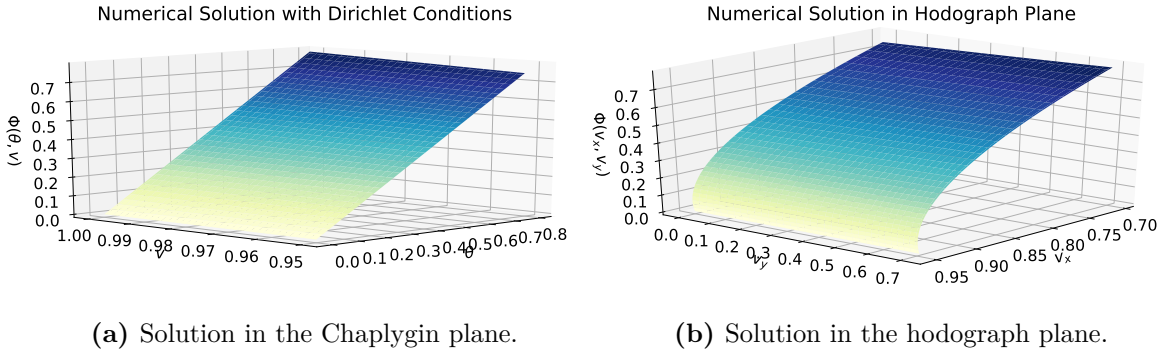 Numerical Solution with Dirichlet Conditions
0.7
0.6
0.5
0.4
0.3
0.2
0.1
0.0
Φ(θ, v)
1.00 0.99 0.98 0.97 0.96 0.95
v
0.0 0.1 0.2 0.3 0.4 0.5 0.6 0.7 0.8
θ
(a) Solution in the Chaplygin plane.
Numerical Solution in Hodograph Plane
0.7
0.6
0.5
0.4
0.3
0.2
0.1
0.0
Φ(vₓ, v_y)
0.0 0.1 0.2 0.3 0.4 0.5 0.6 0.7
v_y
0.95 0.90 0.85 0.80 0.75 0.70
vₓ
(b) Solution in the hodograph plane.